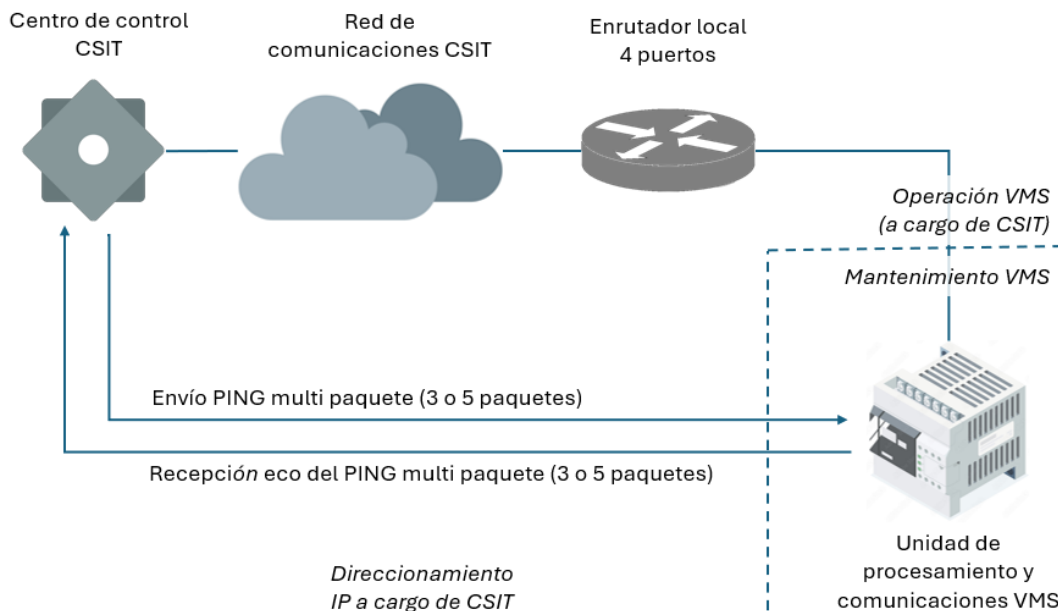 Centro de control
CSIT
Red de
comunicaciones CSIT
Enrutador local
4 puertos
Operación VMS
(a cargo de CSIT)
Mantenimiento VMS
Envío PING multi paquete (3 o 5 paquetes)
Recepción eco del PING multi paquete (3 o 5 paquetes)
Unidad de
procesamiento y
comunicaciones VMS
Direccionamiento
IP a cargo de CSIT